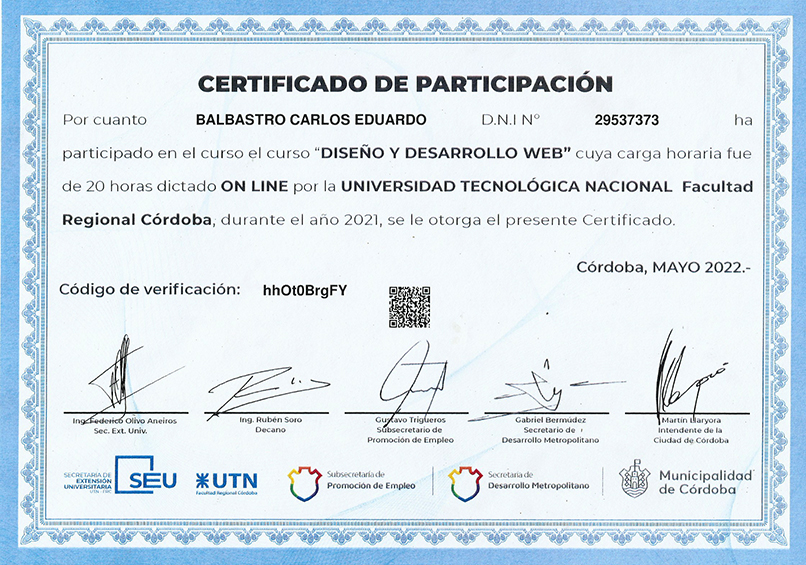 CERTIFICADO DE PARTICIPACIÓN
Por cuanto BALBASTRO CARLOS EDUARDO D.N.I N° 29537373 ha
participado en el curso el curso “DISEÑO Y DESARROLLO WEB” cuya carga horaria fue
de 20 horas dictado ON LINE por la UNIVERSIDAD TECNOLÓGICA NACIONAL Facultad
Regional Córdoba, durante el año 2021, se le otorga el presente Certificado.
Córdoba, MAYO 2022.-
Código de verificación: hhOt0BrgFY
Ing. Federico Olivo Aneiros
Sec. Ext. Univ.
Ing. Rubén Soro
Decano
Gustavo Trigueros
Subsecretario de
Promoción de Empleo
Gabriel Bermúdez
Secretario de
Desarrollo Metropolitano
Martín Llaryora
Intendente de la
Ciudad de Córdoba
SECRETARÍA DE
EXTENSIÓN
UNIVERSITARIA
UTN - FRC
SEU
UTN
Facultad Regional Córdoba
Subsecretaría de
Promoción de Empleo
Secretaría de
Desarrollo Metropolitano
Municipalidad
de Córdoba